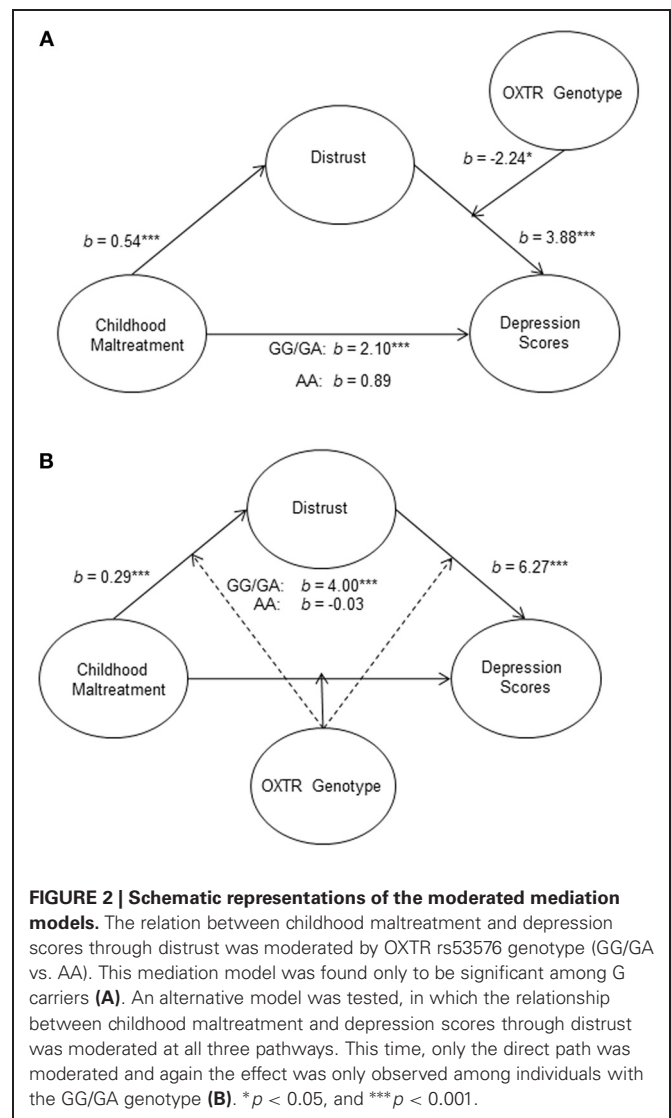 A
OXTR Genotype
Distrust
b = -2.24*
b = 0.54***
b = 3.88***
Childhood
Maltreatment
Depression
Scores
GG/GA: b = 2.10***
AA: b = 0.89
B
Distrust
b = 0.29***
GG/GA: b = 4.00***
AA: b = -0.03
b = 6.27***
Childhood
Maltreatment
Depression
Scores
OXTR Genotype
FIGURE 2 | Schematic representations of the moderated mediation
models. The relation between childhood maltreatment and depression
scores through distrust was moderated by OXTR rs53576 genotype (GG/GA
vs. AA). This mediation model was found only to be significant among G
carriers (A). An alternative model was tested, in which the relationship
between childhood maltreatment and depression scores through distrust
was moderated at all three pathways. This time, only the direct path was
moderated and again the effect was only observed among individuals with
the GG/GA genotype (B). *p < 0.05, and ***p < 0.001.